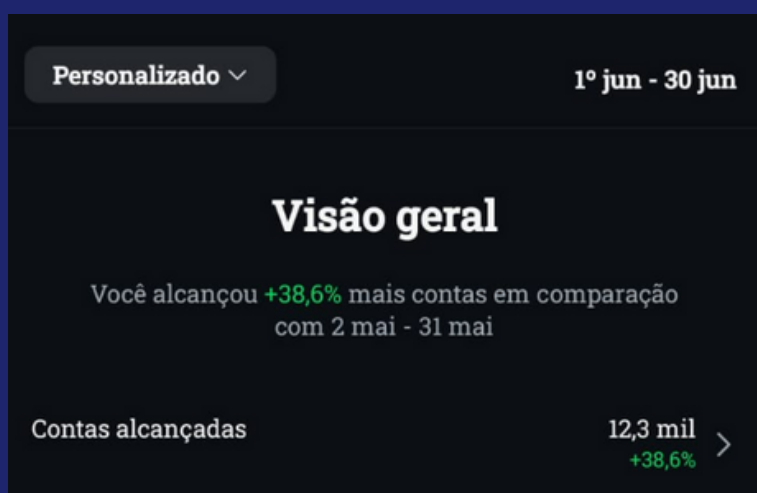 Personalizado
1º jun - 30 jun
Visão geral
Você alcançou +38,6% mais contas em comparação
com 2 mai - 31 mai
Contas alcançadas
12,3 mil
+38,6%